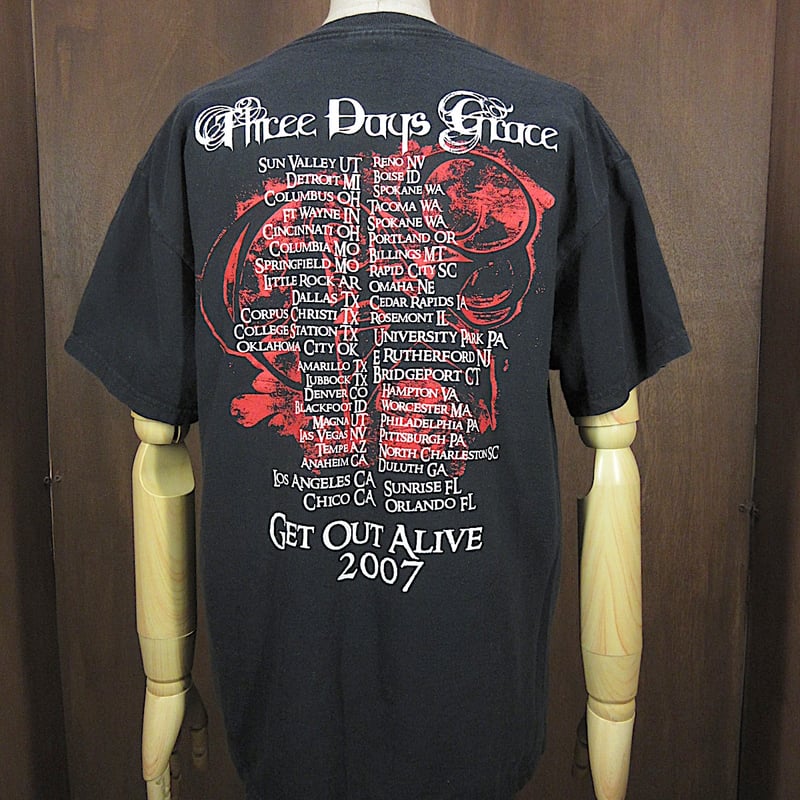 Three Days Grace
Sun Valley UT
Detroit MI
Columbus OH
Ft Wayne IN
Cincinnati OH
Columbia MO
Springfield MO
Little Rock AR
Dallas TX
Corpus Christi TX
College Station TX
Oklahoma City OK
Amarillo TX
Lubbock TX
Denver CO
Blackfoot ID
Magna UT
Las Vegas NV
Tempe AZ
Anaheim CA
Los Angeles CA
Chico CA
Reno NV
Boise ID
Spokane WA
Tacoma WA
Spokane WA
Portland OR
Billings MT
Rapid City SC
Omaha NE
Cedar Rapids IA
Rosemont IL
University Park PA
E Rutherford NJ
Bridgeport CT
Hampton VA
Worcester MA
Philadelphia PA
Pittsburgh PA
North Charleston SC
Duluth GA
Sunrise FL
Orlando FL
Get Out Alive
2007